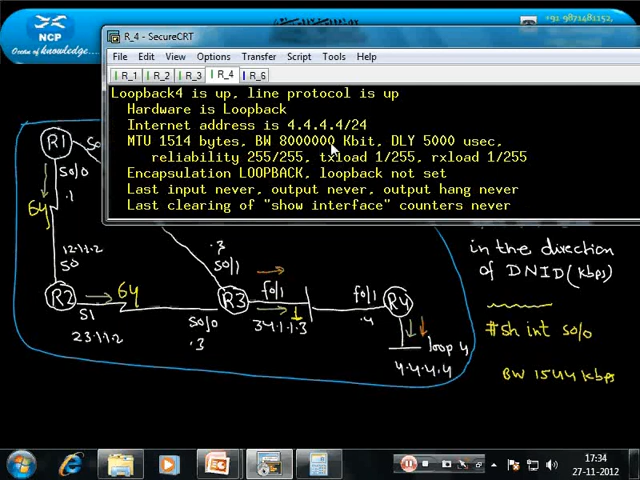 NCP
Ocean of knowledge...
+91 9871481152,
R_4 - SecureCRT
File Edit View Options Transfer Script Tools Help
R_1 R_2 R_3 R_4 R_6
Loopback4 is up, line protocol is up
Hardware is Loopback
Internet address is 4.4.4.4/24
MTU 1514 bytes, BW 8000000 Kbit, DLY 5000 usec,
reliability 255/255, txload 1/255, rxload 1/255
Encapsulation LOOPBACK, loopback not set
Last input never, output never, output hang never
Last clearing of "show interface" counters never
R1
S0/0
.1
64
12.1.1.2
S0
R2
S1
64
23.1.1.2
S0/0
.3
.3
S0/1
R3
f0/1
34.1.1.3
f0/1
.4
R4
loop 4
4.4.4.4
in the direction
of DNID (kbps)
#sh int s0/0
BW 1544 kbps
17:34
27-11-2012